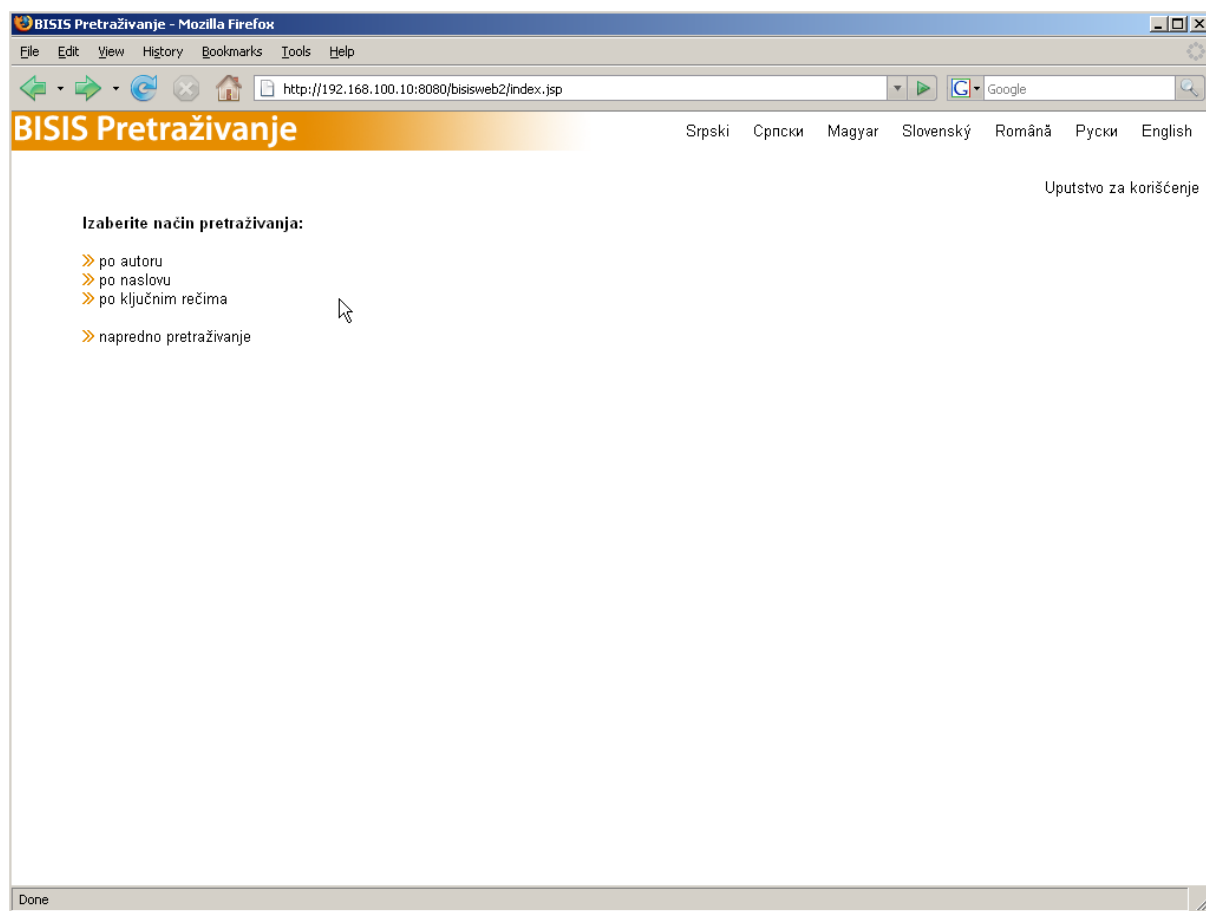 BISIS Pretraživanje - Mozilla Firefox
File Edit View History Bookmarks Tools Help
http://192.168.100.10:8080/bisisweb2/index.jsp G Google
BISIS Pretraživanje Srpski Српски Magyar Slovenský Română Руски English
Uputstvo za korišćenje
Izaberite način pretraživanja:
po autoru
po naslovu
po ključnim rečima
napredno pretraživanje
Done